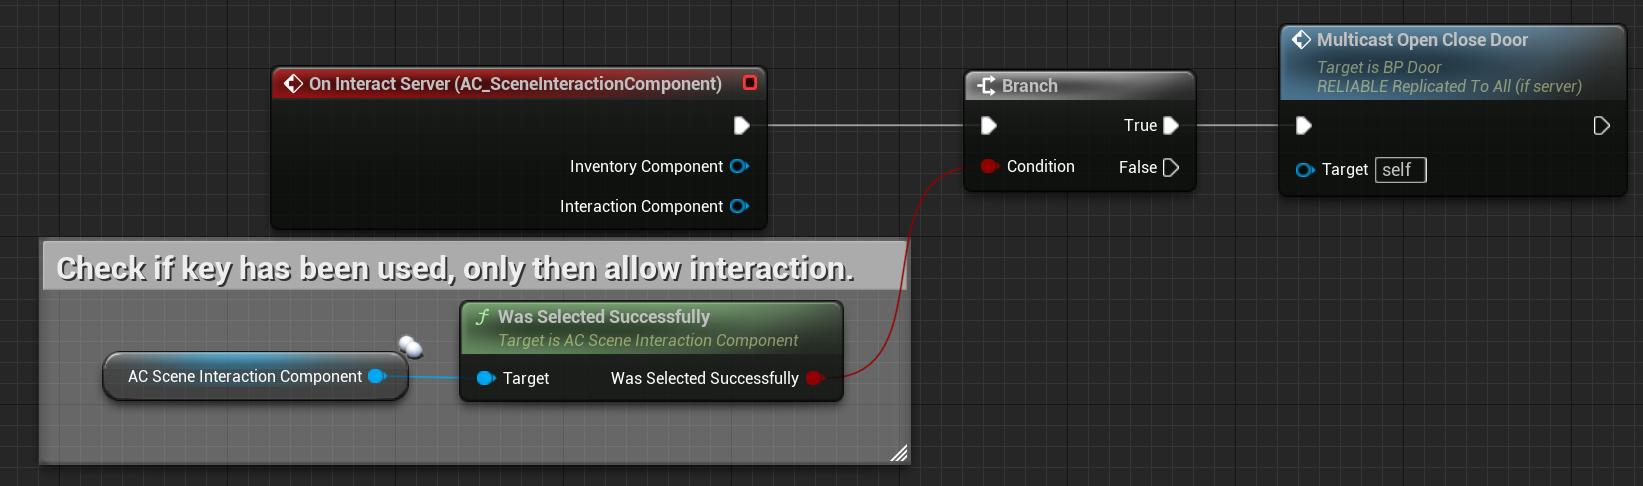 On Interact Server (AC_SceneInteractionComponent)
Inventory Component
Interaction Component
Branch
True
Condition
False
Multicast Open Close Door
Target is BP Door
RELIABLE Replicated To All (if server)
Target self
Check if key has been used, only then allow interaction.
AC Scene Interaction Component
f Was Selected Successfully
Target is AC Scene Interaction Component
Target
Was Selected Successfully